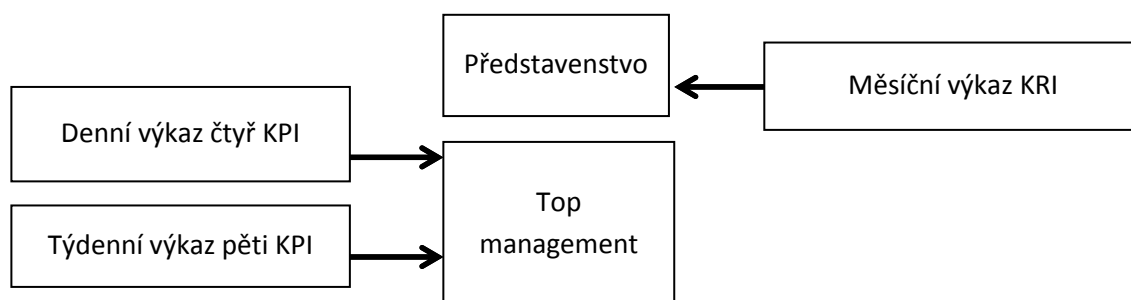 Představenstvo
Měsíční výkaz KRI
Denní výkaz čtyř KPI
Týdenní výkaz pěti KPI
Top
management